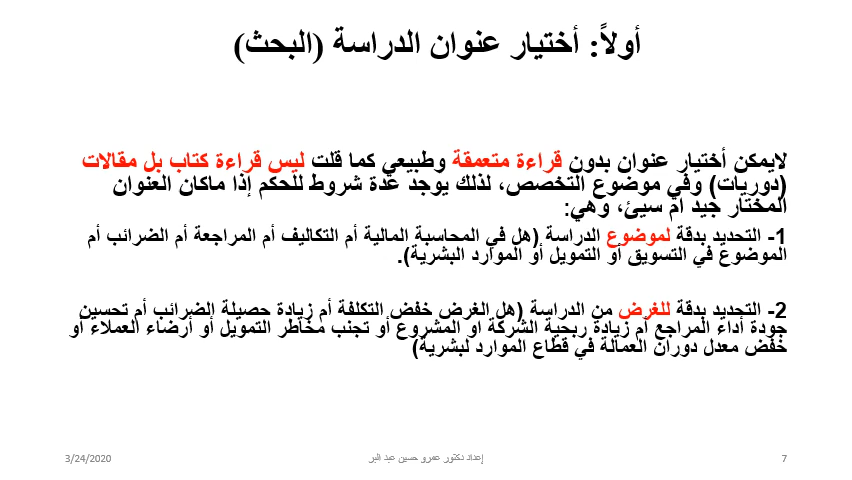 أولاً: أختيار عنوان الدراسة (البحث)
لايمكن أختيار عنوان بدون قراءة متعمقة وطبيعي كما قلت ليس قراءة كتاب بل مقالات
(دوريات) وفي موضوع التخصص، لذلك يوجد عدة شروط للحكم إذا ماكان العنوان
المختار جيد أم سيئ، وهي:
1- التحديد بدقة لموضوع الدراسة (هل في المحاسبة المالية أم التكاليف أم المراجعة أم الضرائب أم
الموضوع في التسويق أو التمويل أو الموارد البشرية).
2- التحديد بدقة للغرض من الدراسة (هل الغرض خفض التكلفة أم زيادة حصيلة الضرائب أم تحسين
جودة أداء المراجع أم زيادة ربحية الشركة او المشروع أو تجنب مخاطر التمويل أو أرضاء العملاء أو
خفض معدل دوران العمالة في قطاع الموارد لبشرية)
3/24/2020
إعداد دكتور عمرو حسين عبد البر
7